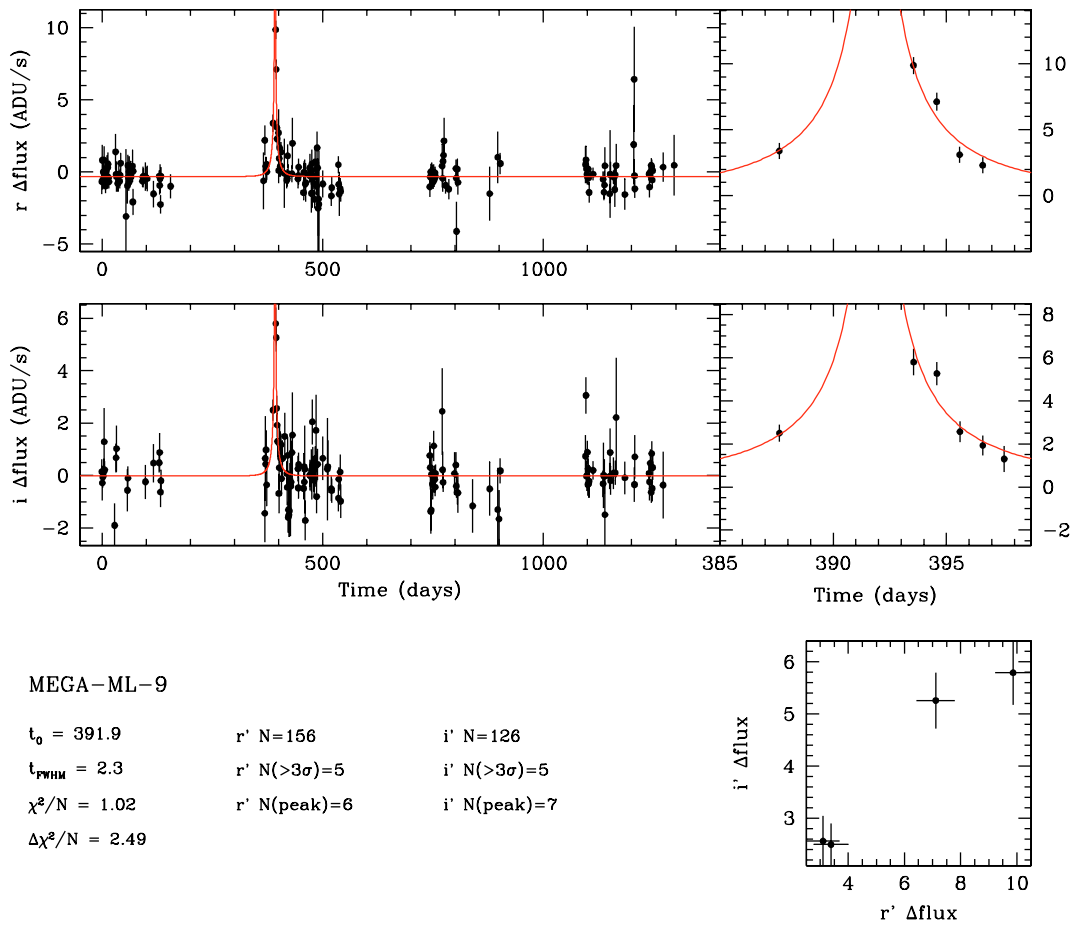 r Δflux (ADU/s)
10
5
0
−5
0
500
1000
10
5
0
i Δflux (ADU/s)
6
4
2
0
−2
0
500
1000
Time (days)
8
6
4
2
0
−2
385
390
395
Time (days)
MEGA−ML−9
t₀ = 391.9
r' N=156
i' N=126
t_FWHM = 2.3
r' N(>3σ)=5
i' N(>3σ)=5
χ²/N = 1.02
r' N(peak)=6
i' N(peak)=7
Δχ²/N = 2.49
i' Δflux
6
5
4
3
4
6
8
10
r' Δflux